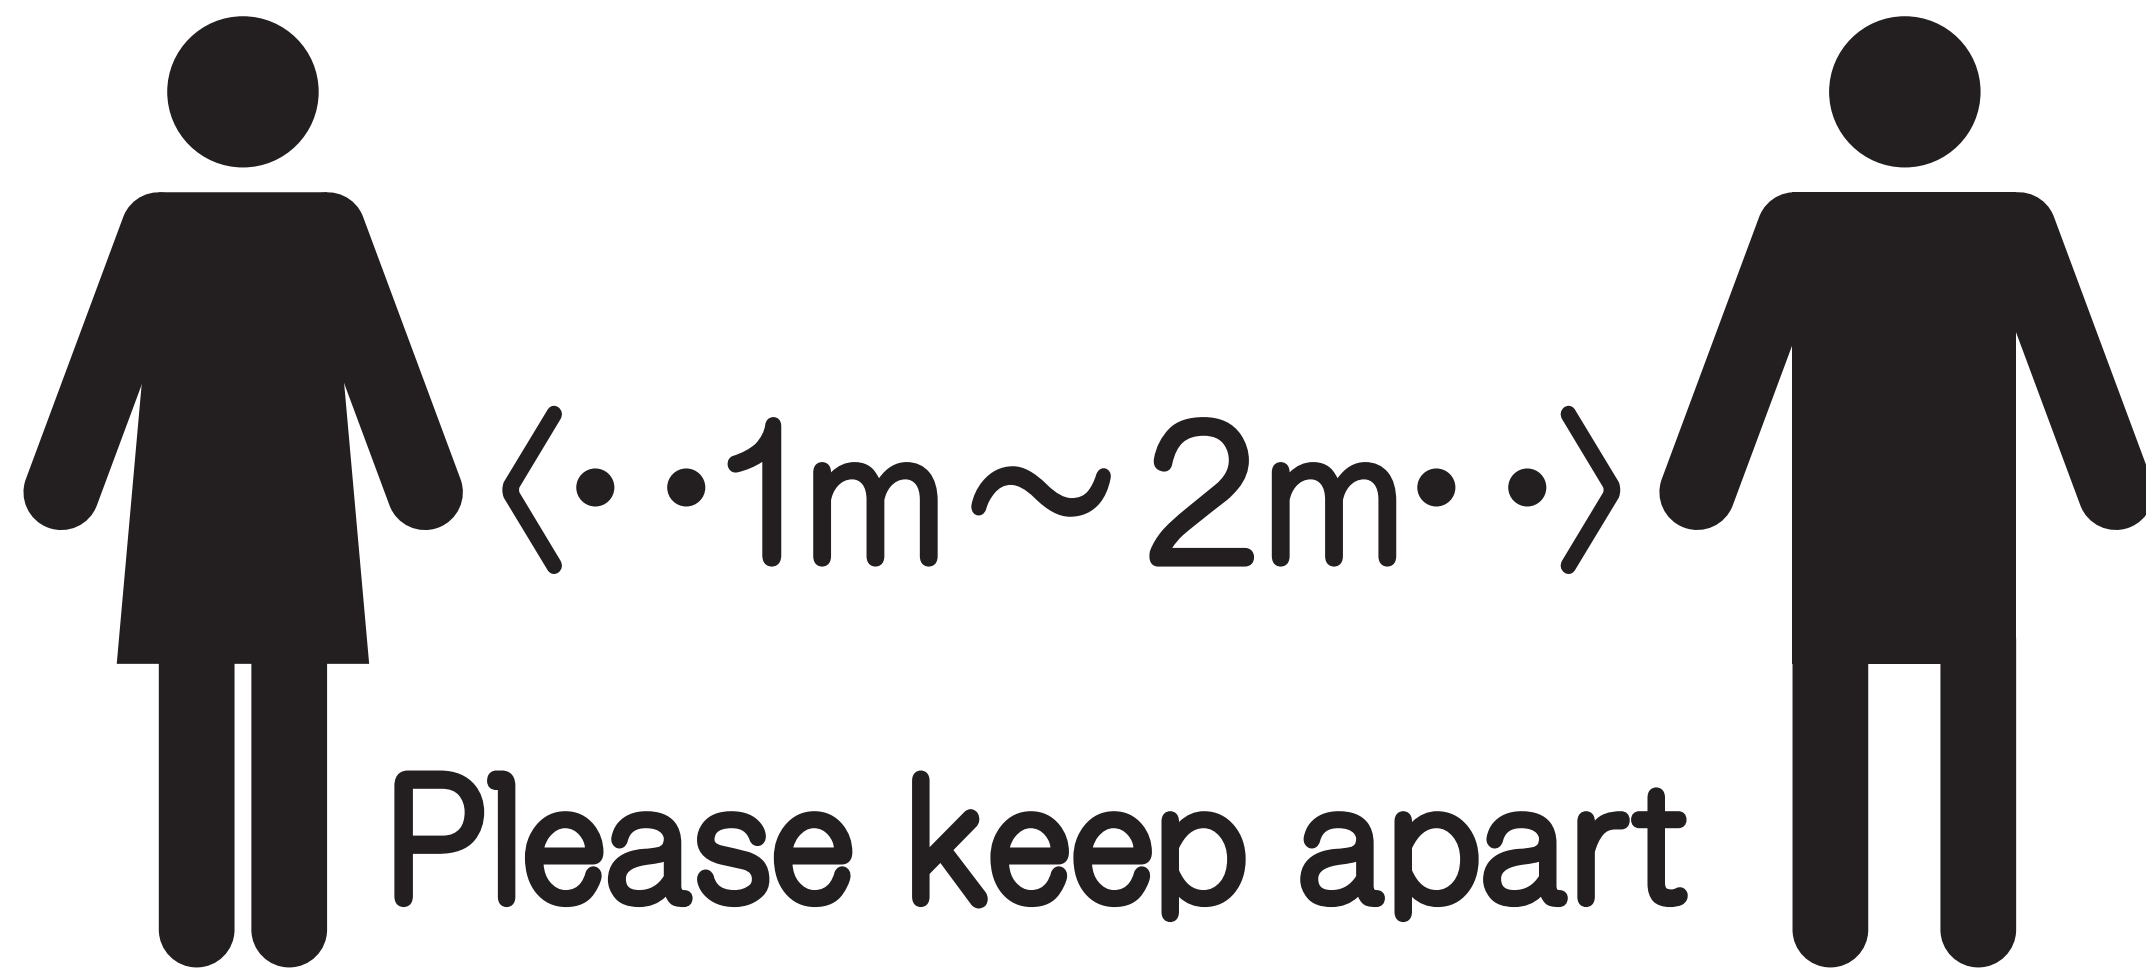 〈・・1m～2m・・〉
Please keep apart